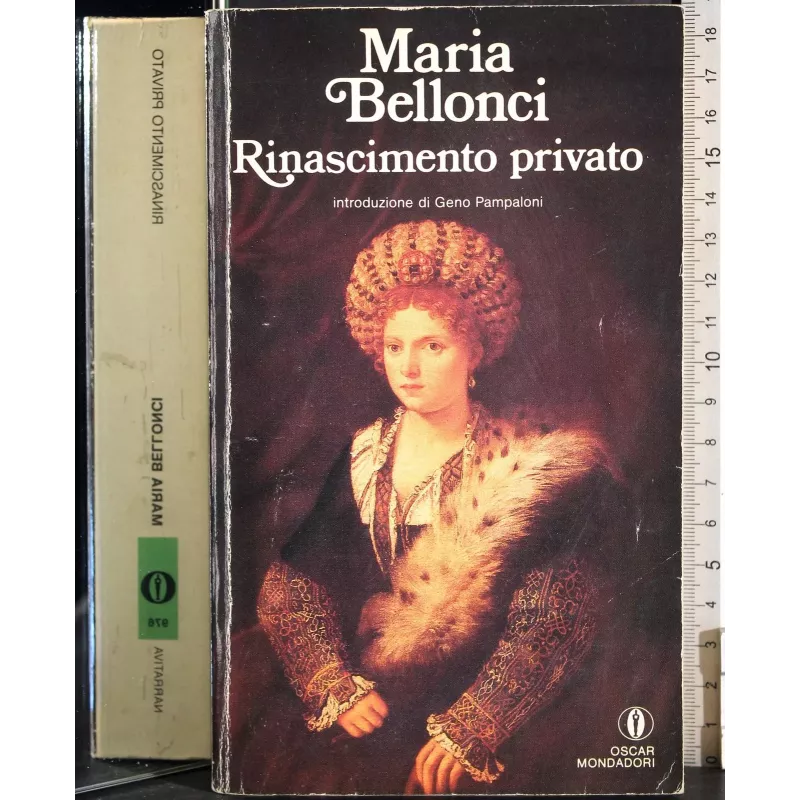 Maria
Bellonci
Rinascimento privato
introduzione di Geno Pampaloni
OSCAR
MONDADORI
RINASCIMENTO PRIVATO
MARIA BELLONCI
976
NARRATIVA
18
17
16
15
14
13
12
11
10
9
8
7
6
5
4
3
2
1
0